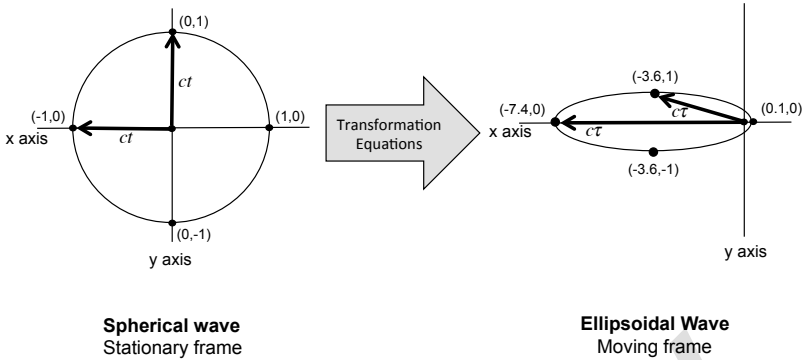 (0,1)
ct
(-1,0)
(1,0)
x axis
ct
(0,-1)
y axis
Transformation
Equations
(-3.6,1)
(-7.4,0)
cτ
(0.1,0)
x axis
cτ
(-3.6,-1)
y axis
Spherical wave
Stationary frame
Ellipsoidal Wave
Moving frame